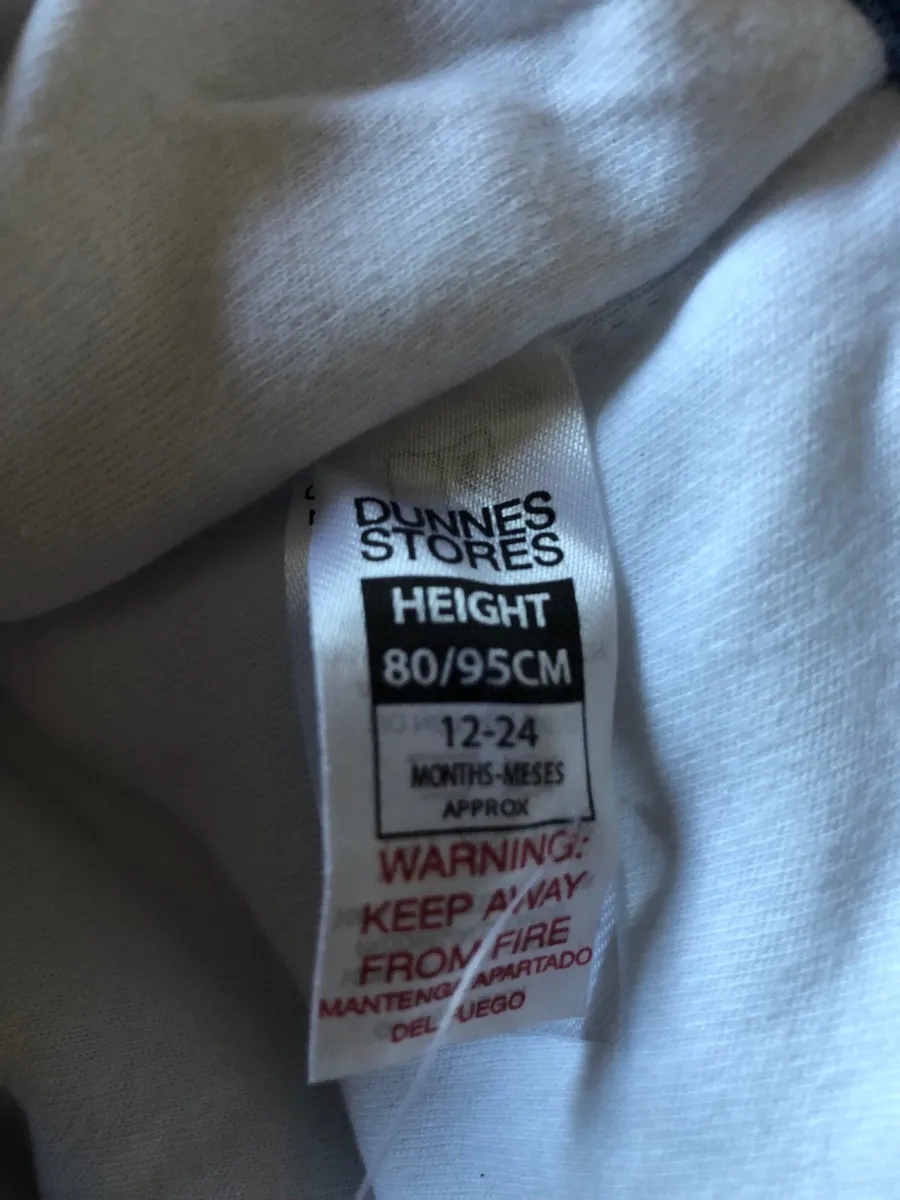 DUNNES
STORES
HEIGHT
80/95CM
12-24
MONTHS-MESES
APPROX
WARNING:
KEEP AWAY
FROM FIRE
MANTENGA APARTADO
DEL FUEGO